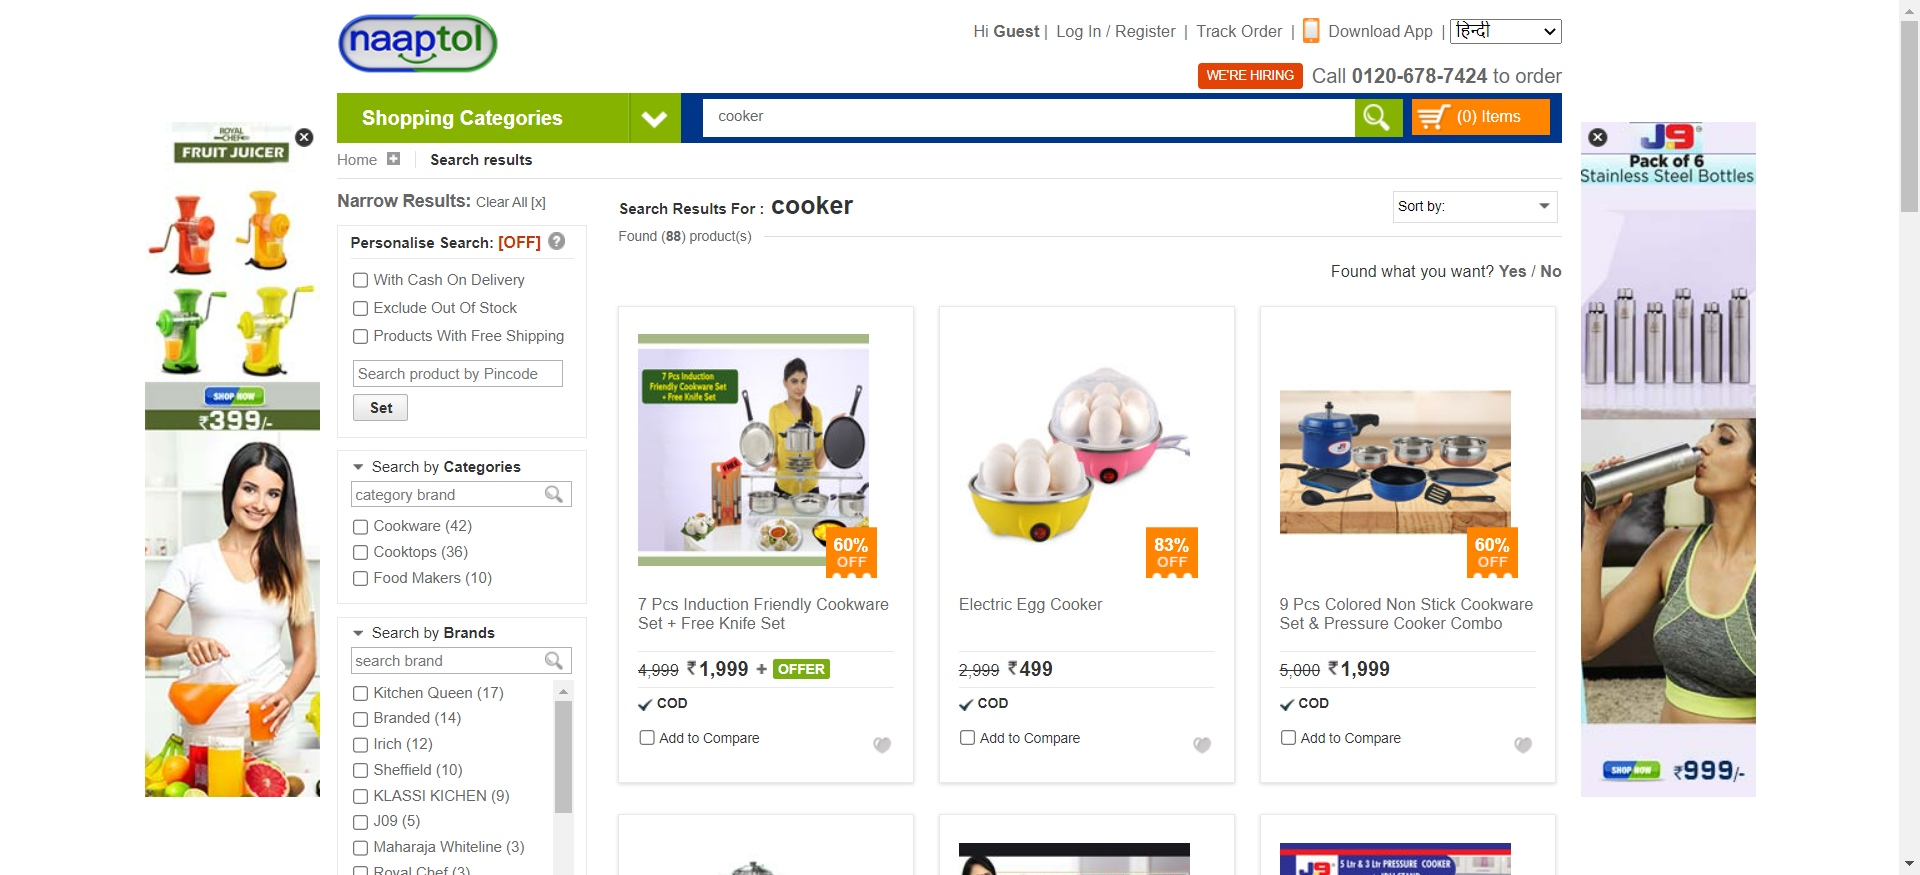 naaptol
Hi Guest | Log In / Register | Track Order | Download App | हिन्दी
WE'RE HIRING Call 0120-678-7424 to order
Shopping Categories
cooker
(0) Items
Home
Search results
ROYAL
CHEF
FRUIT JUICER
SHOP NOW
₹399/-
Narrow Results: Clear All [x]
Personalise Search: [OFF] ?
With Cash On Delivery
Exclude Out Of Stock
Products With Free Shipping
Search product by Pincode
Set
Search by Categories
category brand
Cookware (42)
Cooktops (36)
Food Makers (10)
Search by Brands
search brand
Kitchen Queen (17)
Branded (14)
Irich (12)
Sheffield (10)
KLASSI KICHEN (9)
J09 (5)
Maharaja Whiteline (3)
Royal Chef (3)
Search Results For : cooker
Sort by:
Found (88) product(s)
Found what you want? Yes / No
7 Pcs Induction
Friendly Cookware Set
+ Free Knife Set
FREE
60%
OFF
7 Pcs Induction Friendly Cookware
Set + Free Knife Set
4,999 ₹1,999 + OFFER
COD
Add to Compare
83%
OFF
Electric Egg Cooker
2,999 ₹499
COD
Add to Compare
J9
60%
OFF
9 Pcs Colored Non Stick Cookware
Set & Pressure Cooker Combo
5,000 ₹1,999
COD
Add to Compare
J9
5 Ltr & 3 Ltr PRESSURE COOKER
J9
Pack of 6
Stainless Steel Bottles
SHOP NOW
₹999/-